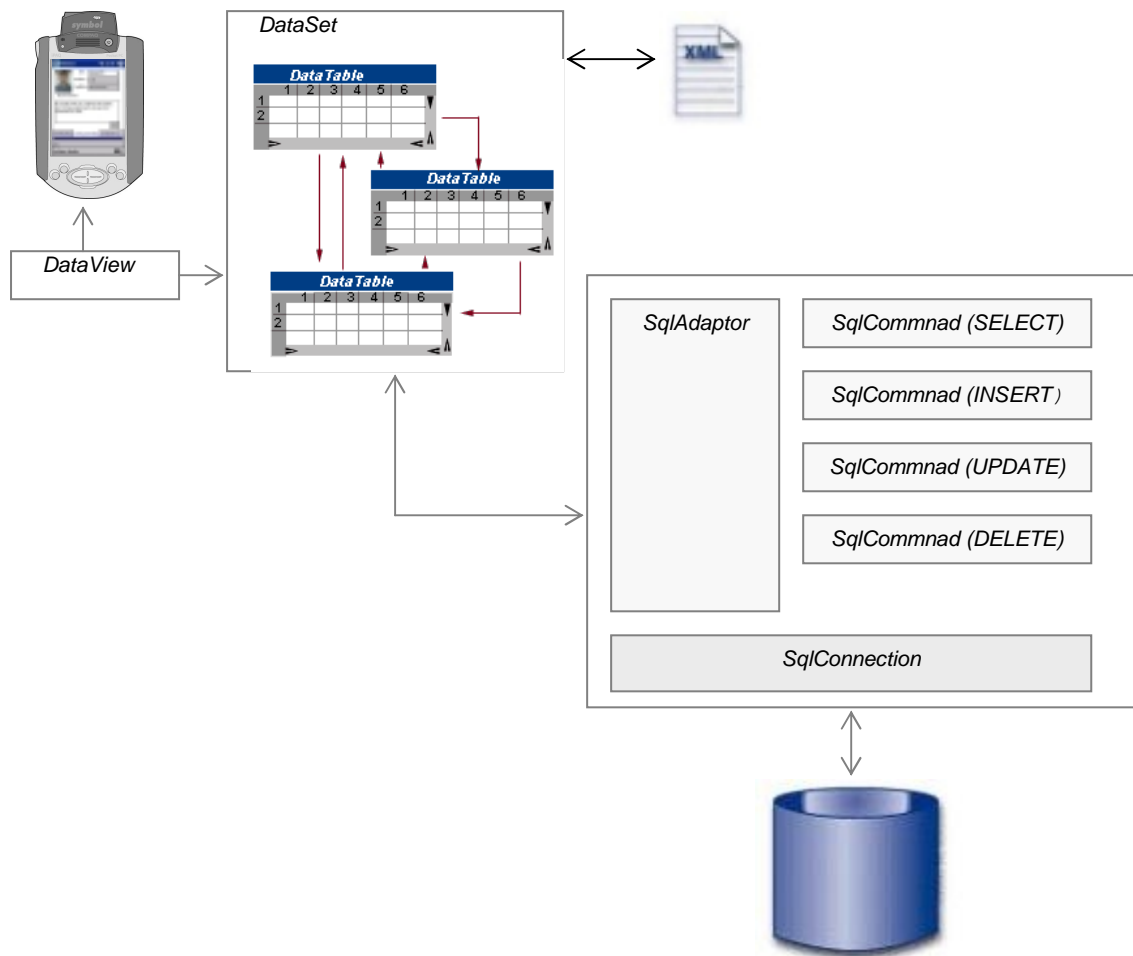 symbol
DataSet
XML
DataTable
1 2 3 4 5 6
1
2
DataTable
1 2 3 4 5 6
1
2
DataView
DataTable
1 2 3 4 5 6
1
2
SqlAdaptor
SqlCommnad (SELECT)
SqlCommnad (INSERT）
SqlCommnad (UPDATE)
SqlCommnad (DELETE)
SqlConnection